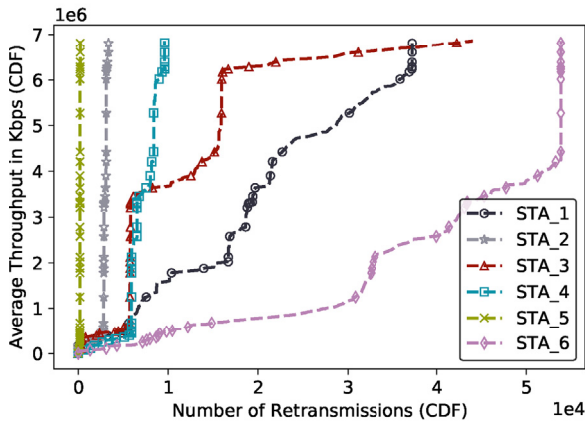 1e6
7
6
5
4
3
2
1
0
Average Throughput in Kbps (CDF)
STA_1
STA_2
STA_3
STA_4
STA_5
STA_6
0 1 2 3 4 5
1e4
Number of Retransmissions (CDF)